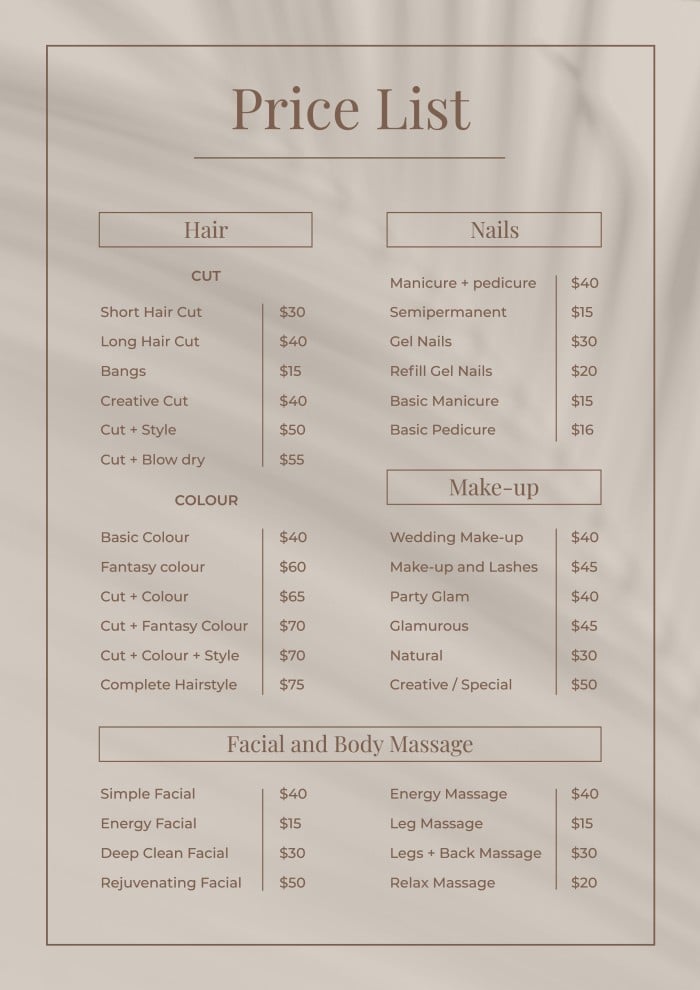 Price List
Hair
CUT
Short Hair Cut $30
Long Hair Cut $40
Bangs $15
Creative Cut $40
Cut + Style $50
Cut + Blow dry $55
COLOUR
Basic Colour $40
Fantasy colour $60
Cut + Colour $65
Cut + Fantasy Colour $70
Cut + Colour + Style $70
Complete Hairstyle $75
Nails
Manicure + pedicure $40
Semipermanent $15
Gel Nails $30
Refill Gel Nails $20
Basic Manicure $15
Basic Pedicure $16
Make-up
Wedding Make-up $40
Make-up and Lashes $45
Party Glam $40
Glamurous $45
Natural $30
Creative / Special $50
Facial and Body Massage
Simple Facial $40
Energy Facial $15
Deep Clean Facial $30
Rejuvenating Facial $50
Energy Massage $40
Leg Massage $15
Legs + Back Massage $30
Relax Massage $20